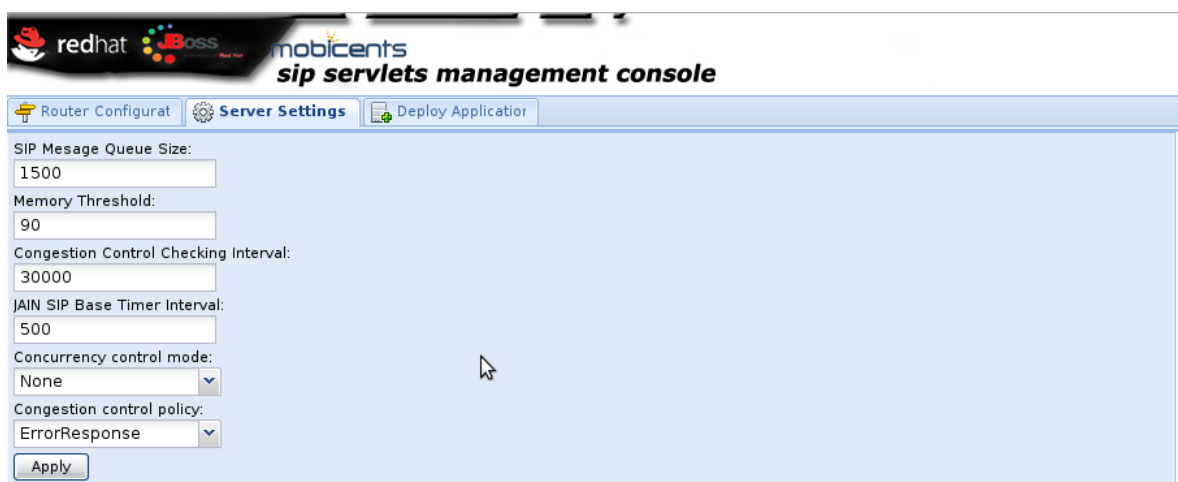 redhat JBoss
mobicents
sip servlets management console
Router Configurat Server Settings Deploy Application
SIP Mesage Queue Size:
1500
Memory Threshold:
90
Congestion Control Checking Interval:
30000
JAIN SIP Base Timer Interval:
500
Concurrency control mode:
None
Congestion control policy:
ErrorResponse
Apply